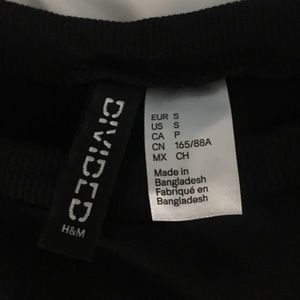 DIVIDED
H&M
EUR S
US S
CA P
CN 165/88A
MX CH
Made in
Bangladesh
Fabriqué en
Bangladesh